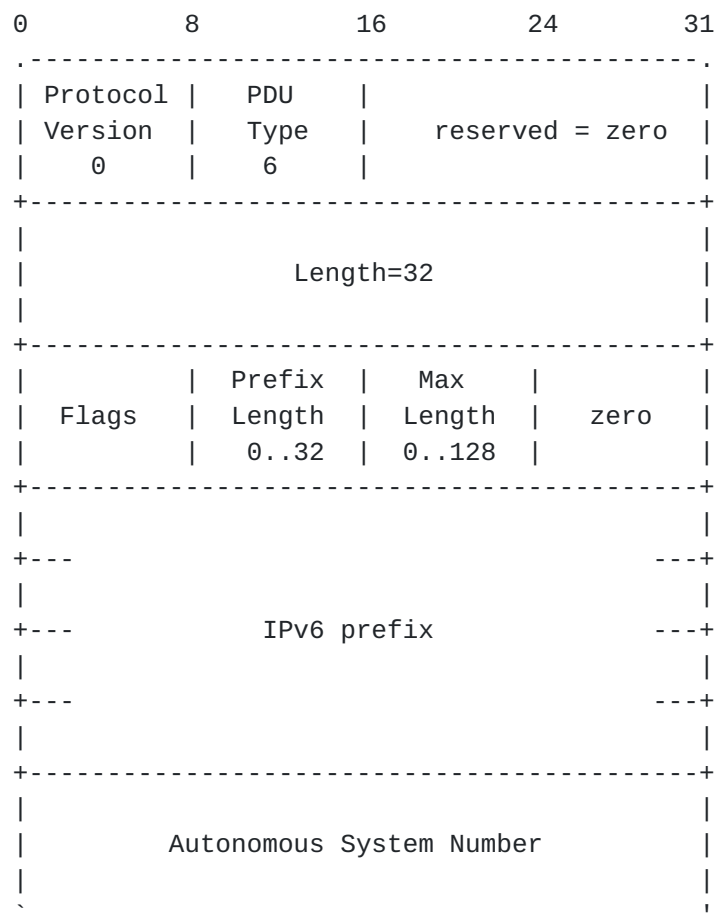 0          8          16         24        31
.-------------------------------------------.
| Protocol |   PDU    |                     |
| Version  |   Type   |    reserved = zero  |
|    0     |    6     |                     |
+-------------------------------------------+
|                                           |
|                 Length=32                 |
|                                           |
+-------------------------------------------+
|          |  Prefix  |   Max    |          |
|  Flags   |  Length  |  Length  |   zero   |
|          |   0..32  |  0..128  |          |
+-------------------------------------------+
|                                           |
+---                                     ---+
|                                           |
+---            IPv6 prefix              ---+
|                                           |
+---                                     ---+
|                                           |
+-------------------------------------------+
|                                           |
|         Autonomous System Number          |
|                                           |
`-------------------------------------------'